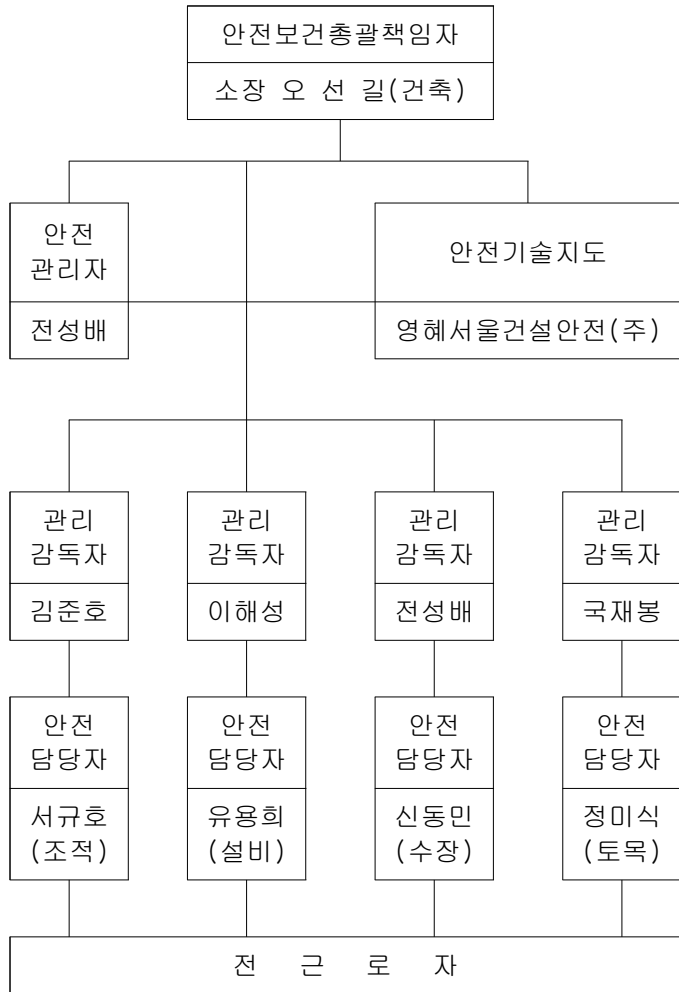 안전보건총괄책임자
소장 오 선 길(건축)
안전
관리자
전성배
안전기술지도
영혜서울건설안전(주)
관리
감독자
김준호
관리
감독자
이해성
관리
감독자
전성배
관리
감독자
국재봉
안전
담당자
서규호
(조적)
안전
담당자
유용희
(설비)
안전
담당자
신동민
(수장)
안전
담당자
정미식
(토목)
전 근 로 자